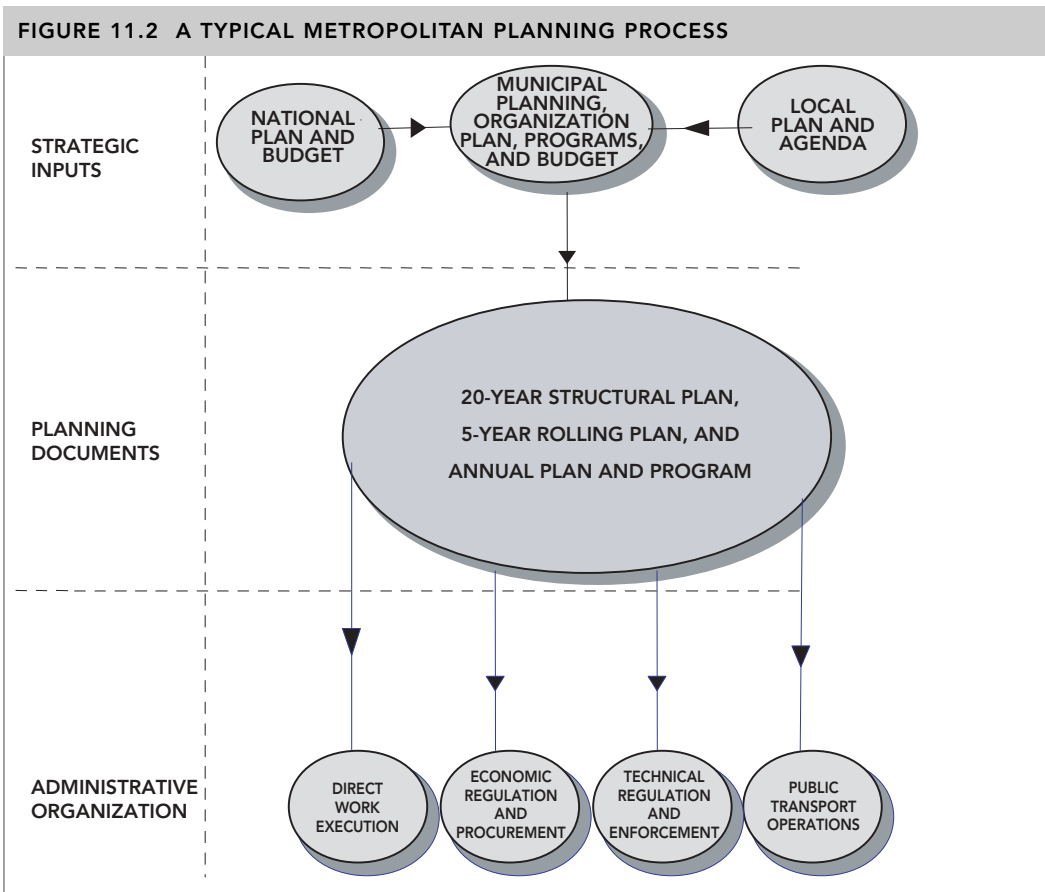 FIGURE 11.2 A TYPICAL METROPOLITAN PLANNING PROCESS
STRATEGIC
INPUTS
NATIONAL
PLAN AND
BUDGET
MUNICIPAL
PLANNING,
ORGANIZATION
PLAN, PROGRAMS,
AND BUDGET
LOCAL
PLAN AND
AGENDA
PLANNING
DOCUMENTS
20-YEAR STRUCTURAL PLAN,
5-YEAR ROLLING PLAN, AND
ANNUAL PLAN AND PROGRAM
ADMINISTRATIVE
ORGANIZATION
DIRECT
WORK
EXECUTION
ECONOMIC
REGULATION
AND
PROCUREMENT
TECHNICAL
REGULATION
AND
ENFORCEMENT
PUBLIC
TRANSPORT
OPERATIONS